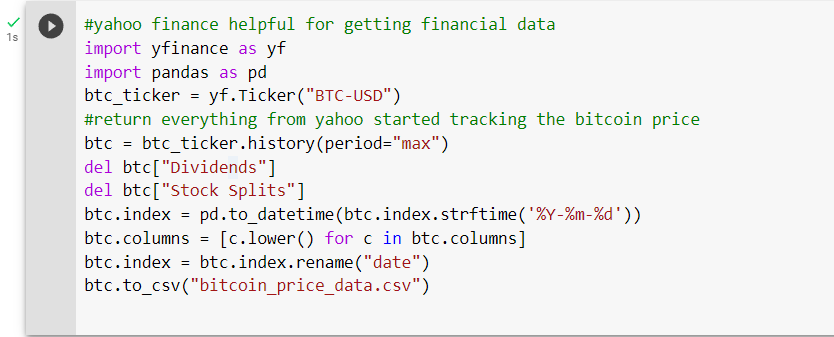 #yahoo finance helpful for getting financial data
1s
import yfinance as yf
import pandas as pd
btc_ticker = yf.Ticker("BTC-USD")
#return everything from yahoo started tracking the bitcoin price
btc = btc_ticker.history(period="max")
del btc["Dividends"]
del btc["Stock Splits"]
btc.index = pd.to_datetime(btc.index.strftime('%Y-%m-%d'))
btc.columns = [c.lower() for c in btc.columns]
btc.index = btc.index.rename("date")
btc.to_csv("bitcoin_price_data.csv")